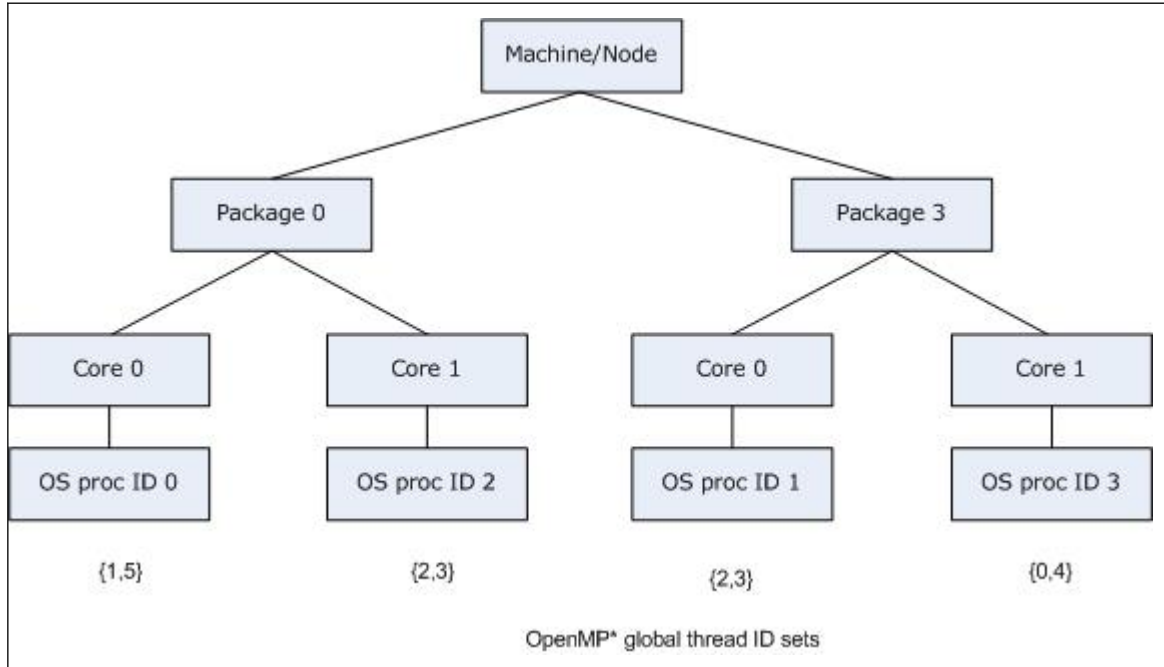 Machine/Node
Package 0
Package 3
Core 0
Core 1
Core 0
Core 1
OS proc ID 0
OS proc ID 2
OS proc ID 1
OS proc ID 3
{1,5}
{2,3}
{2,3}
{0,4}
OpenMP* global thread ID sets